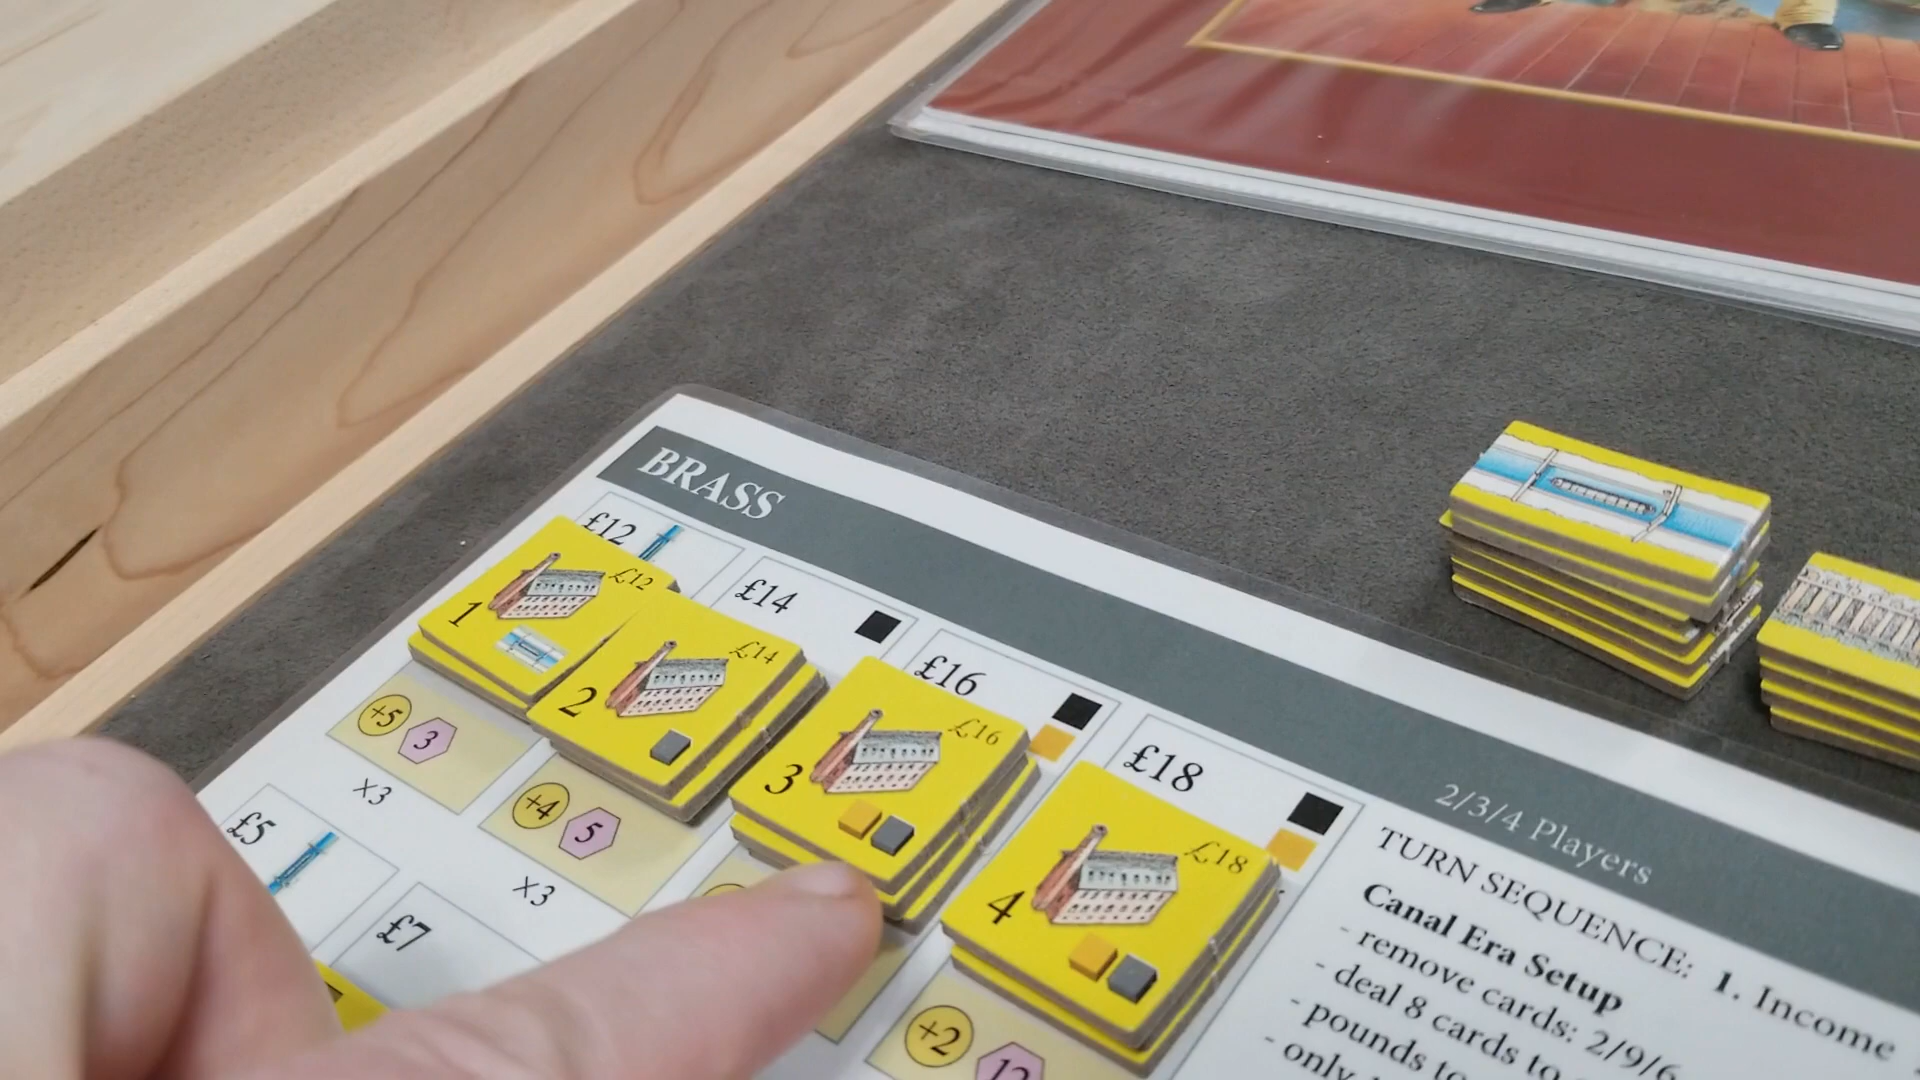 BRASS
£12
£14
£16
£18
1 £12
2 £14
3 £16
4 £18
+5 3
x3
+4 5
x3
+2 12
£5
£7
2/3/4 Players
TURN SEQUENCE: 1. Income
Canal Era Setup
- remove cards: 2/9/6
- deal 8 cards to
- pounds to
- only